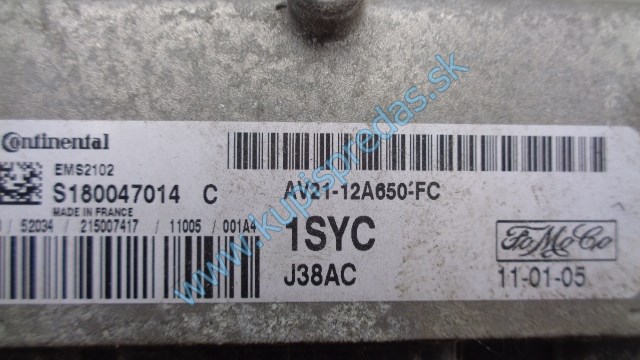 Continental
EMS2102
S180047014 C
MADE IN FRANCE
/ 52034 / 215007417 / 11005 / 001A4
AV21-12A650-FC
1SYC
J38AC
FoMoCo
11-01-05
www.kupispredas.sk